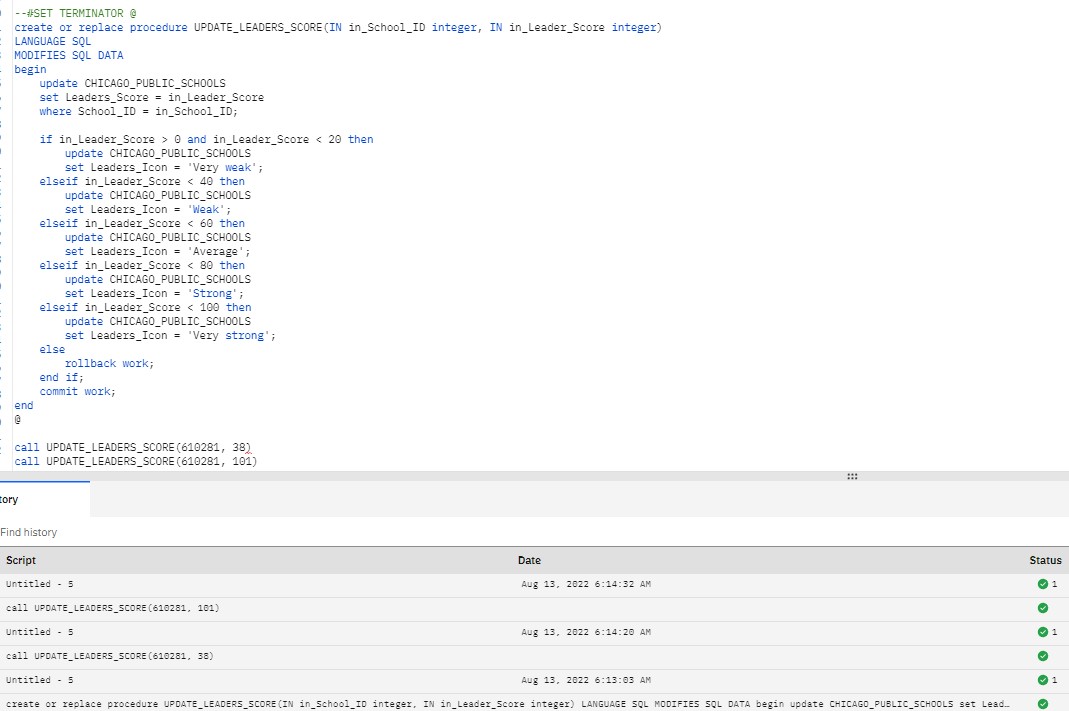 --#SET TERMINATOR @
create or replace procedure UPDATE_LEADERS_SCORE(IN in_School_ID integer, IN in_Leader_Score integer)
LANGUAGE SQL
MODIFIES SQL DATA
begin
update CHICAGO_PUBLIC_SCHOOLS
set Leaders_Score = in_Leader_Score
where School_ID = in_School_ID;
if in_Leader_Score > 0 and in_Leader_Score < 20 then
update CHICAGO_PUBLIC_SCHOOLS
set Leaders_Icon = 'Very weak';
elseif in_Leader_Score < 40 then
update CHICAGO_PUBLIC_SCHOOLS
set Leaders_Icon = 'Weak';
elseif in_Leader_Score < 60 then
update CHICAGO_PUBLIC_SCHOOLS
set Leaders_Icon = 'Average';
elseif in_Leader_Score < 80 then
update CHICAGO_PUBLIC_SCHOOLS
set Leaders_Icon = 'Strong';
elseif in_Leader_Score < 100 then
update CHICAGO_PUBLIC_SCHOOLS
set Leaders_Icon = 'Very strong';
else
rollback work;
end if;
commit work;
end
@
call UPDATE_LEADERS_SCORE(610281, 38)
call UPDATE_LEADERS_SCORE(610281, 101)
tory
Find history
Script Date Status
Untitled - 5 Aug 13, 2022 6:14:32 AM 1
call UPDATE_LEADERS_SCORE(610281, 101)
Untitled - 5 Aug 13, 2022 6:14:20 AM 1
call UPDATE_LEADERS_SCORE(610281, 38)
Untitled - 5 Aug 13, 2022 6:13:03 AM 1
create or replace procedure UPDATE_LEADERS_SCORE(IN in_School_ID integer, IN in_Leader_Score integer) LANGUAGE SQL MODIFIES SQL DATA begin update CHICAGO_PUBLIC_SCHOOLS set Lead…